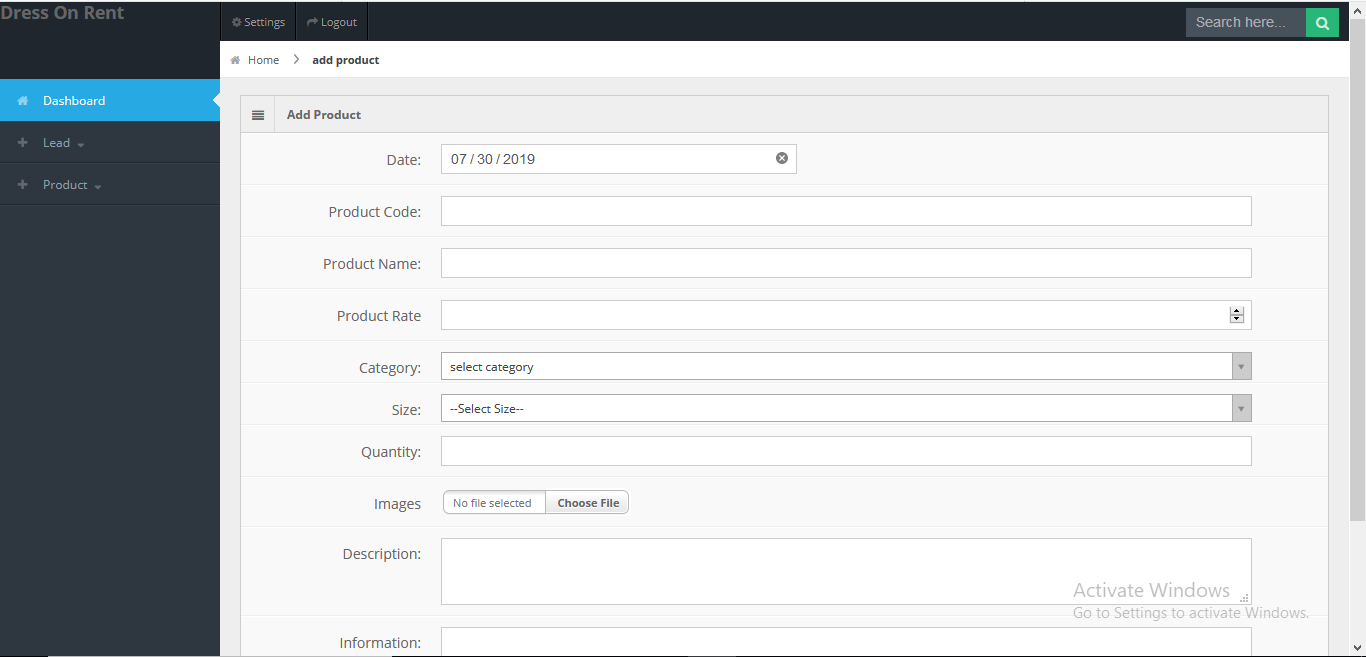 Dress On Rent
Settings
Logout
Search here...
Home
add product
Dashboard
Lead
Product
Add Product
Date: 07 / 30 / 2019
Product Code:
Product Name:
Product Rate
Category: select category
Size: --Select Size--
Quantity:
Images No file selected Choose File
Description:
Activate Windows
Go to Settings to activate Windows.
Information: